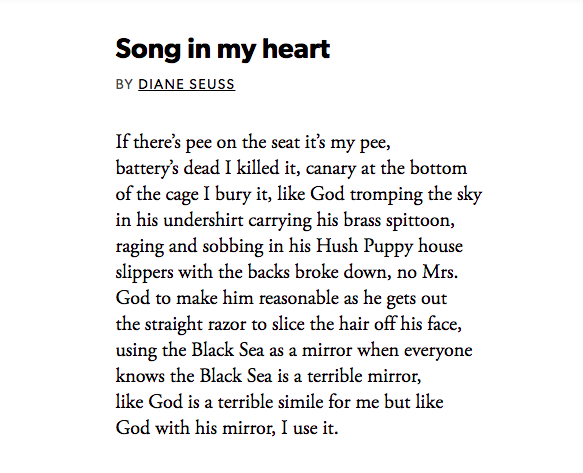 Song in my heart
BY DIANE SEUSS
If there’s pee on the seat it’s my pee,
battery’s dead I killed it, canary at the bottom
of the cage I bury it, like God tromping the sky
in his undershirt carrying his brass spittoon,
raging and sobbing in his Hush Puppy house
slippers with the backs broke down, no Mrs.
God to make him reasonable as he gets out
the straight razor to slice the hair off his face,
using the Black Sea as a mirror when everyone
knows the Black Sea is a terrible mirror,
like God is a terrible simile for me but like
God with his mirror, I use it.